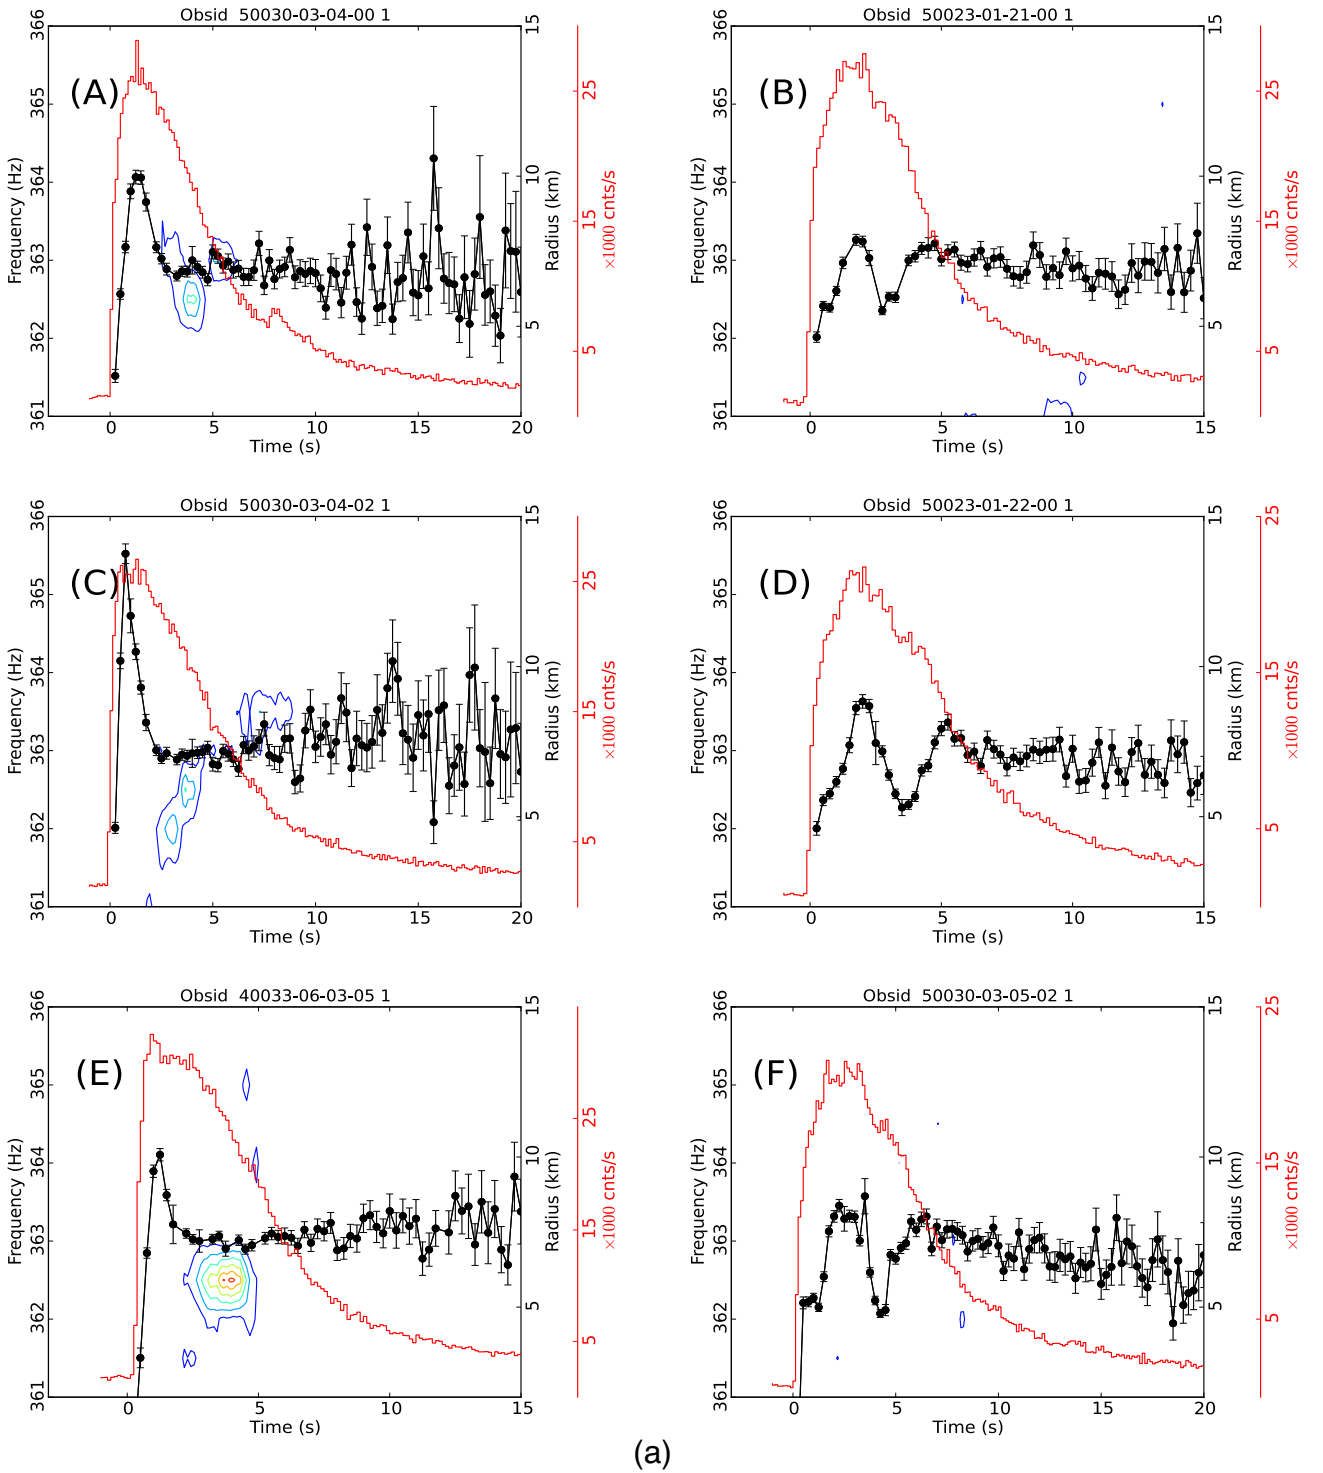 Obsid 50030-03-04-00 1
(A)
366
365
364
363
362
361
Frequency (Hz)
0 5 10 15 20
Time (s)
15
10
5
Radius (km)
25
15
5
×1000 cnts/s
Obsid 50023-01-21-00 1
(B)
366
365
364
363
362
361
Frequency (Hz)
0 5 10 15
Time (s)
15
10
5
Radius (km)
25
15
5
×1000 cnts/s
Obsid 50030-03-04-02 1
(C)
366
365
364
363
362
361
Frequency (Hz)
0 5 10 15 20
Time (s)
15
10
5
Radius (km)
25
15
5
×1000 cnts/s
Obsid 50023-01-22-00 1
(D)
366
365
364
363
362
361
Frequency (Hz)
0 5 10 15
Time (s)
15
10
5
Radius (km)
25
15
5
×1000 cnts/s
Obsid 40033-06-03-05 1
(E)
366
365
364
363
362
361
Frequency (Hz)
0 5 10 15
Time (s)
15
10
5
Radius (km)
25
15
5
×1000 cnts/s
Obsid 50030-03-05-02 1
(F)
366
365
364
363
362
361
Frequency (Hz)
0 5 10 15 20
Time (s)
15
10
5
Radius (km)
25
15
5
×1000 cnts/s
(a)